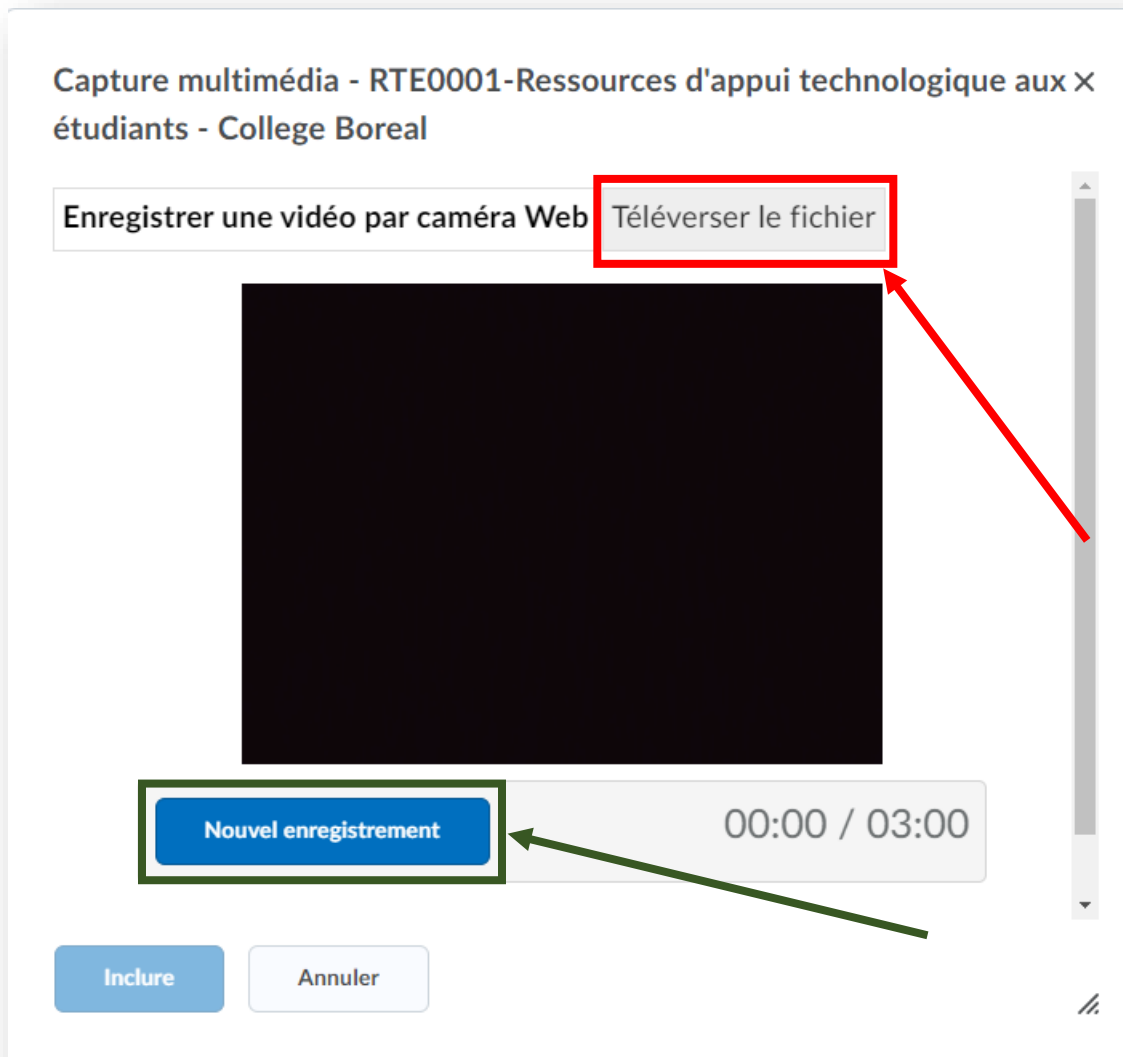 Capture multimédia - RTE0001-Ressources d'appui technologique aux
étudiants - College Boreal
Enregistrer une vidéo par caméra Web Téléverser le fichier
Nouvel enregistrement 00:00 / 03:00
Inclure Annuler